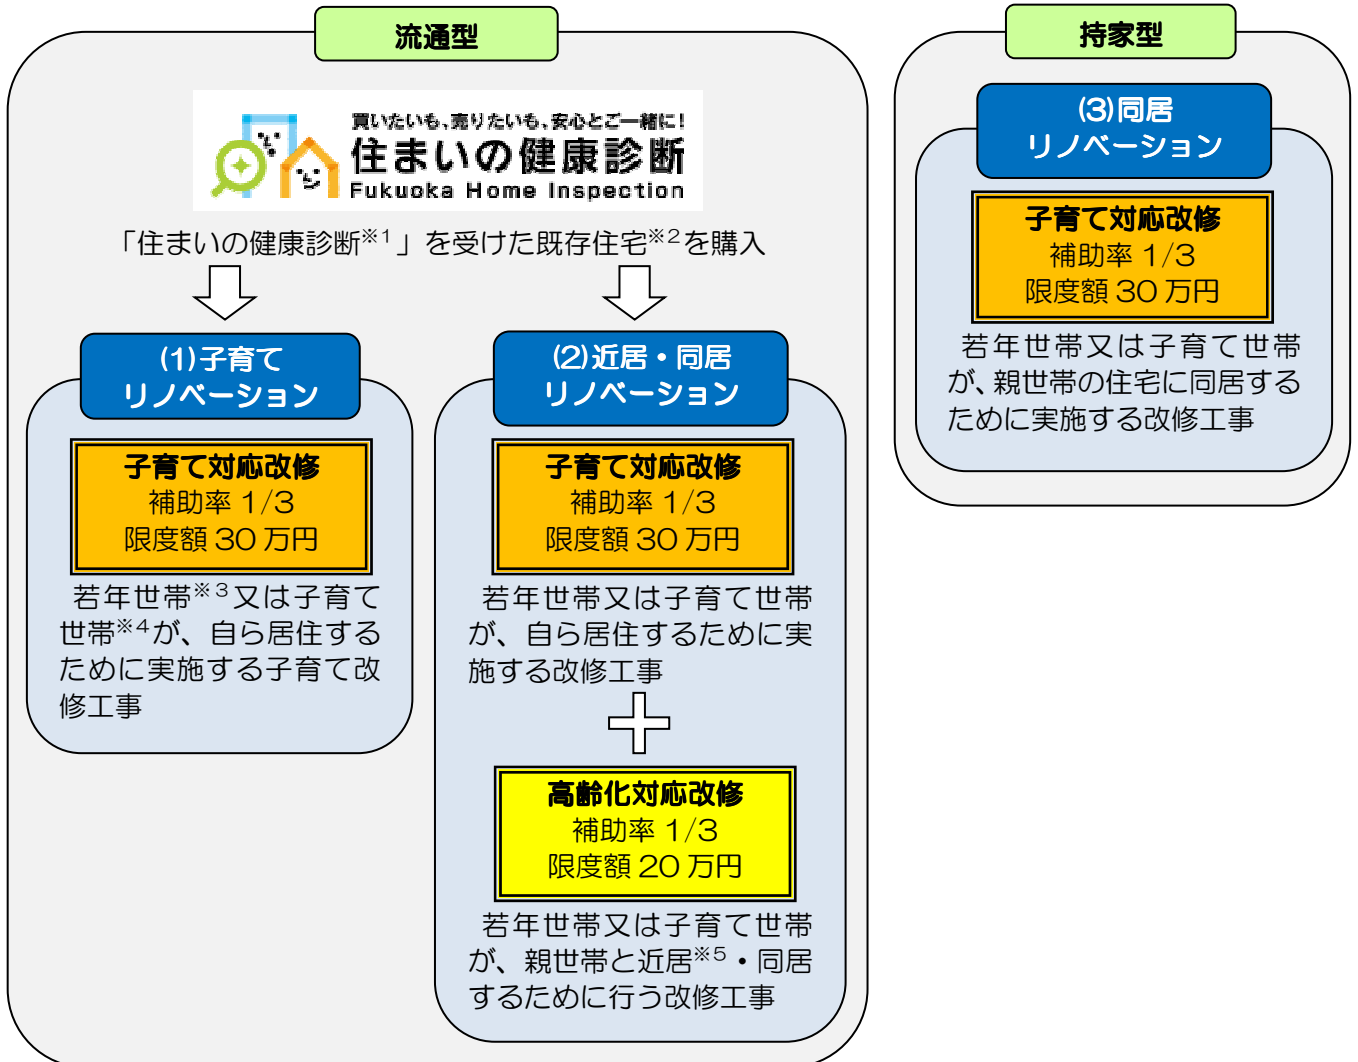 流通型
買いたいも、売りたいも、安心とご一緒に!
住まいの健康診断
Fukuoka Home Inspection
「住まいの健康診断※1」を受けた既存住宅※2を購入
(1)子育て
リノベーション
子育て対応改修
補助率 1/3
限度額 30 万円
若年世帯※3又は子育て
世帯※4が、自ら居住する
ために実施する子育て改
修工事
(2)近居・同居
リノベーション
子育て対応改修
補助率 1/3
限度額 30 万円
若年世帯又は子育て世帯
が、自ら居住するために実
施する改修工事
高齢化対応改修
補助率 1/3
限度額 20 万円
若年世帯又は子育て世帯
が、親世帯と近居※5・同居
するために行う改修工事
持家型
(3)同居
リノベーション
子育て対応改修
補助率 1/3
限度額 30 万円
若年世帯又は子育て世帯
が、親世帯の住宅に同居する
ために実施する改修工事